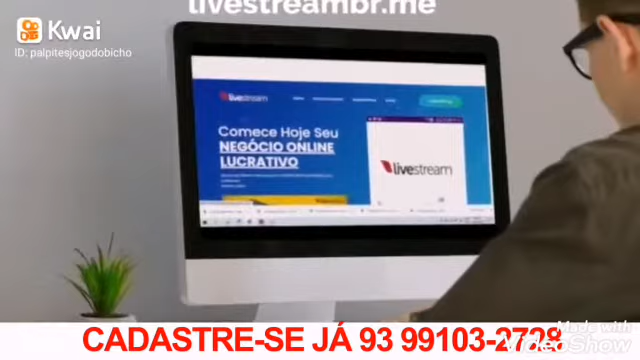 livestreambr.me
Kwai
ID: palpitesjogodobicho
livestream
Comece Hoje Seu
NEGÓCIO ONLINE
LUCRATIVO
livestream
CADASTRE-SE JÁ 93 99103-2728
Made with
VideoShow